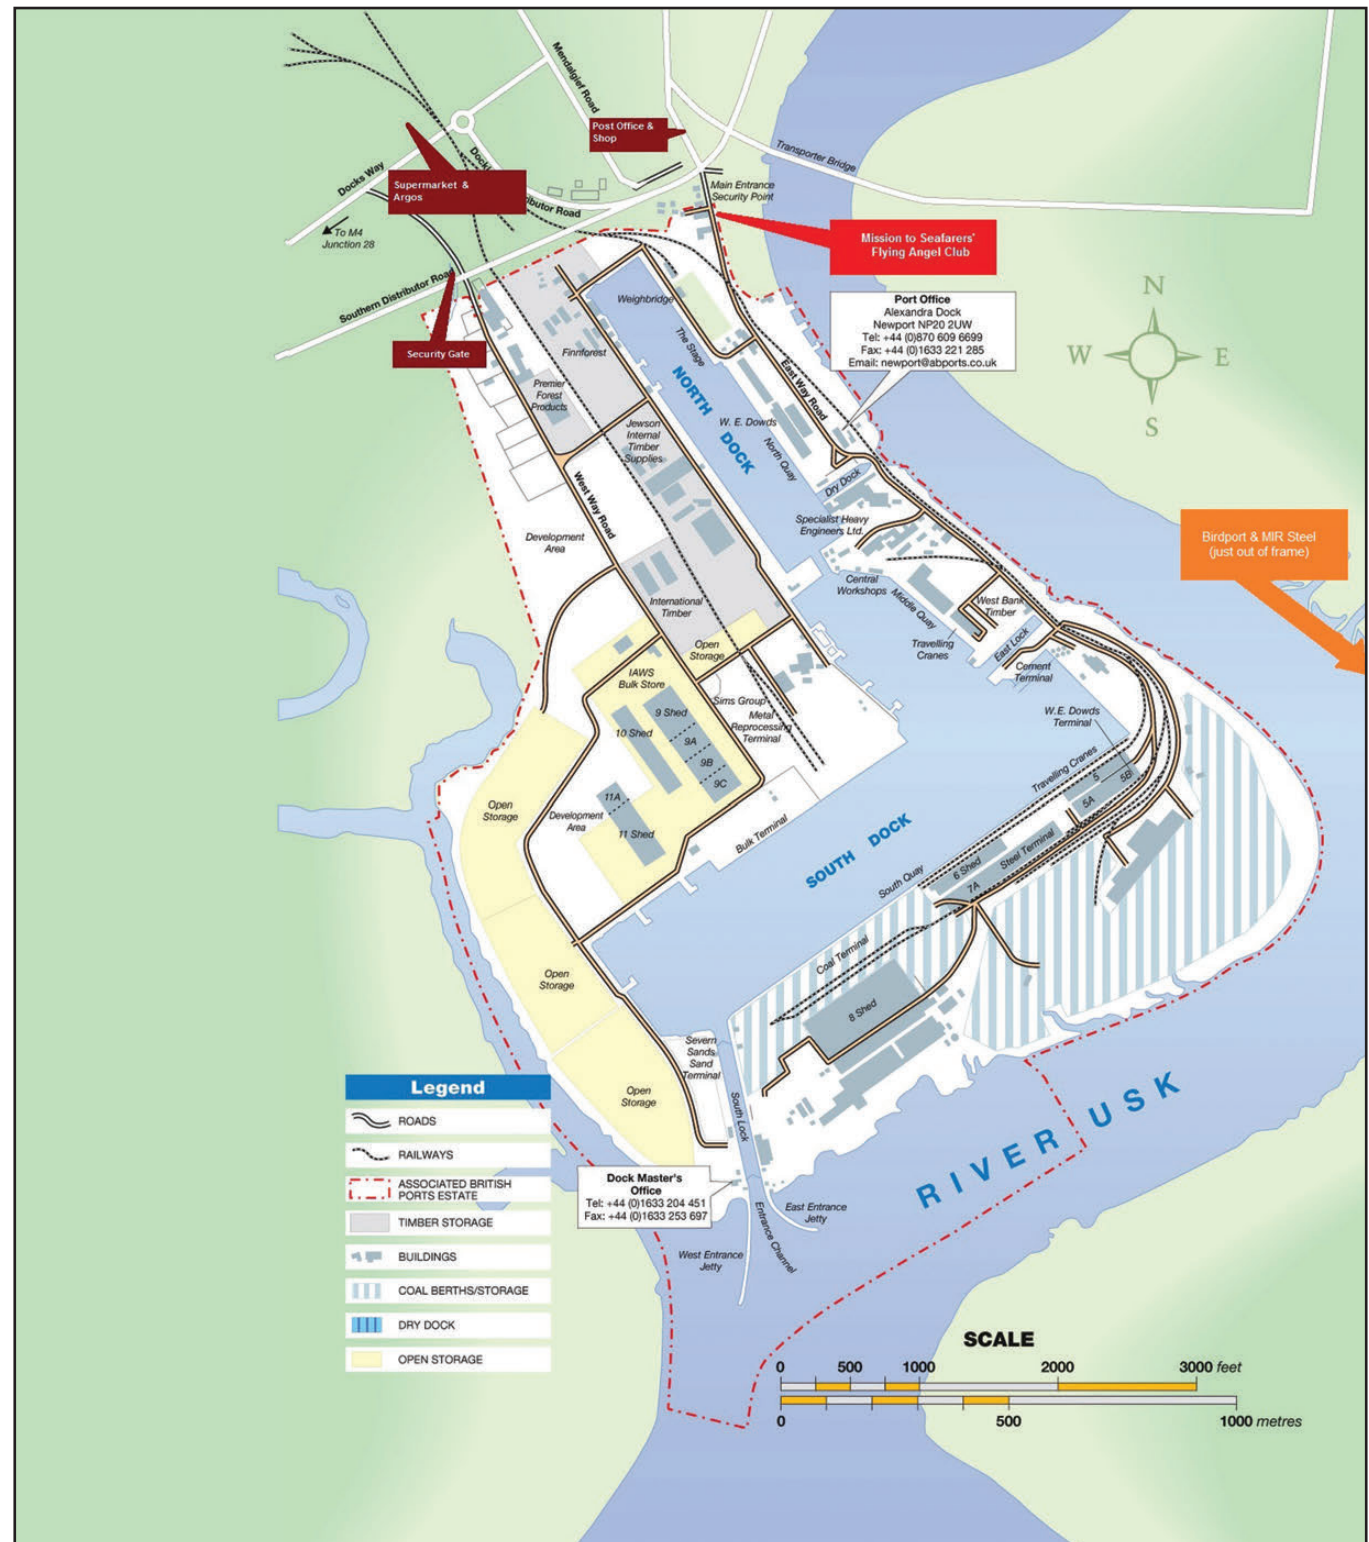 Mendalgief Road
Post Office &
Shop
Transporter Bridge
Docks Way
Docks
Distributor Road
Supermarket &
Argos
Main Entrance
Security Point
To M4
Junction 28
Mission to Seafarers'
Flying Angel Club
Southern Distributor Road
Security Gate
Weighbridge
Port Office
Alexandra Dock
Newport NP20 2UW
Tel: +44 (0)870 609 6699
Fax: +44 (0)1633 221 285
Email: newport@abports.co.uk
N
W
E
S
Finnforest
The Stage
East Way Road
NORTH
DOCK
Premier
Forest
Products
Jewson
Internal
Timber
Supplies
W. E. Dowds
North Quay
Dry Dock
West Way Road
Specialist Heavy
Engineers Ltd.
Development
Area
Birdport & MIR Steel
(just out of frame)
Central
Workshops
Middle Quay
International
Timber
West Bank
Timber
Travelling
Cranes
East Lock
Cement
Terminal
Open
Storage
IAWS
Bulk Store
Sims Group
Metal
Reprocessing
Terminal
9 Shed
10 Shed
9A
9B
9C
W.E. Dowds
Terminal
Travelling Cranes
5
5B
5A
11A
Open
Storage
Development
Area
11 Shed
Bulk Terminal
SOUTH DOCK
South Quay
6 Shed
Steel Terminal
7A
Coal Terminal
Open
Storage
8 Shed
Severn
Sands
Sand
Terminal
Open
Storage
South Lock
RIVER USK
Legend
ROADS
RAILWAYS
ASSOCIATED BRITISH
PORTS ESTATE
TIMBER STORAGE
BUILDINGS
COAL BERTHS/STORAGE
DRY DOCK
OPEN STORAGE
Dock Master's
Office
Tel: +44 (0)1633 204 451
Fax: +44 (0)1633 253 697
East Entrance
Jetty
Entrance Channel
West Entrance
Jetty
SCALE
0 500 1000 2000 3000 feet
0 500 1000 metres